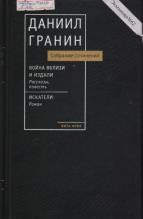 ДАНИИЛ
ГРАНИН
Собрание сочинений
ВОЙНА ВБЛИЗИ
И ИЗДАЛИ
Рассказы,
повесть
ИСКАТЕЛИ
Роман
ВИТА НОВА